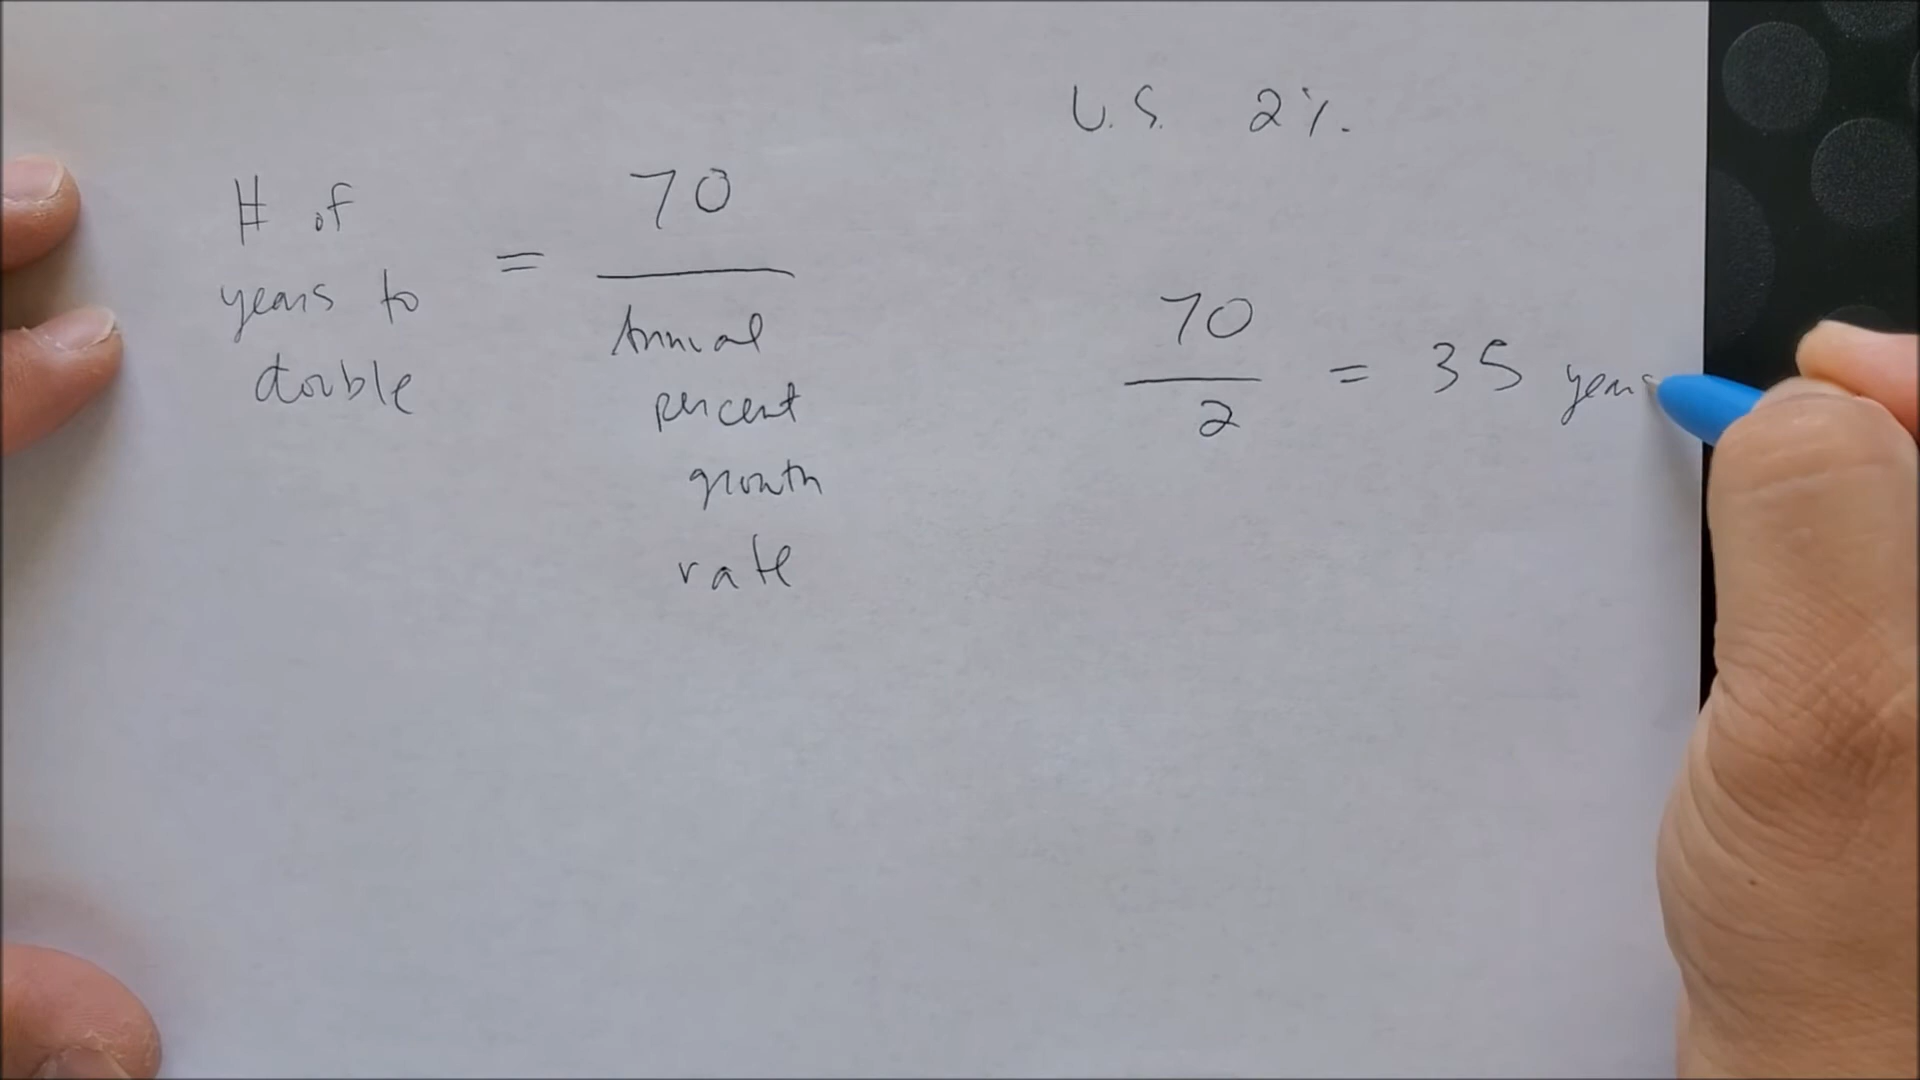 U.S. 2%.
# of
years to
double
=
70
Annual
percent
growth
rate
70
2
= 35 years